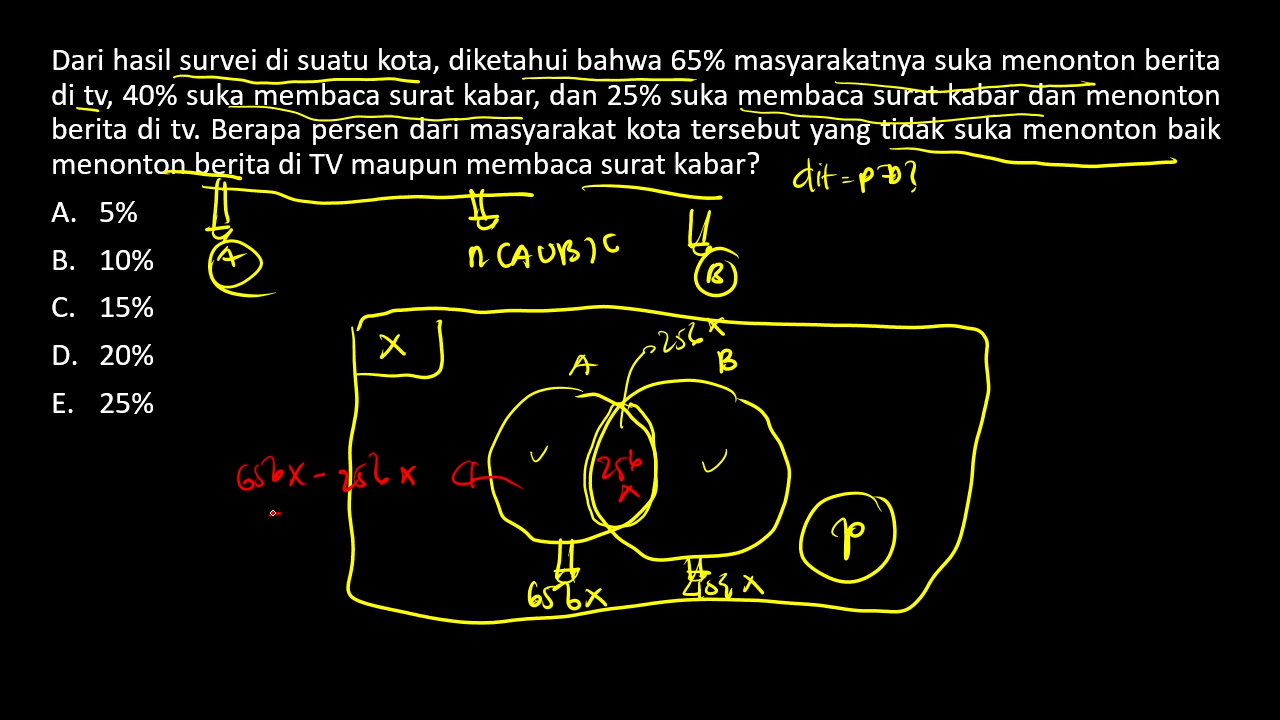 Dari hasil survei di suatu kota, diketahui bahwa 65% masyarakatnya suka menonton berita
di tv, 40% suka membaca surat kabar, dan 25% suka membaca surat kabar dan menonton
berita di tv. Berapa persen dari masyarakat kota tersebut yang tidak suka menonton baik
menonton berita di TV maupun membaca surat kabar?
dit = p → ?
A. 5%
B. 10%
C. 15%
D. 20%
E. 25%
A
n(A∪B)c
B
X
25% X
A
B
65% X - 25% X
25%
X
p
65% X
40% X